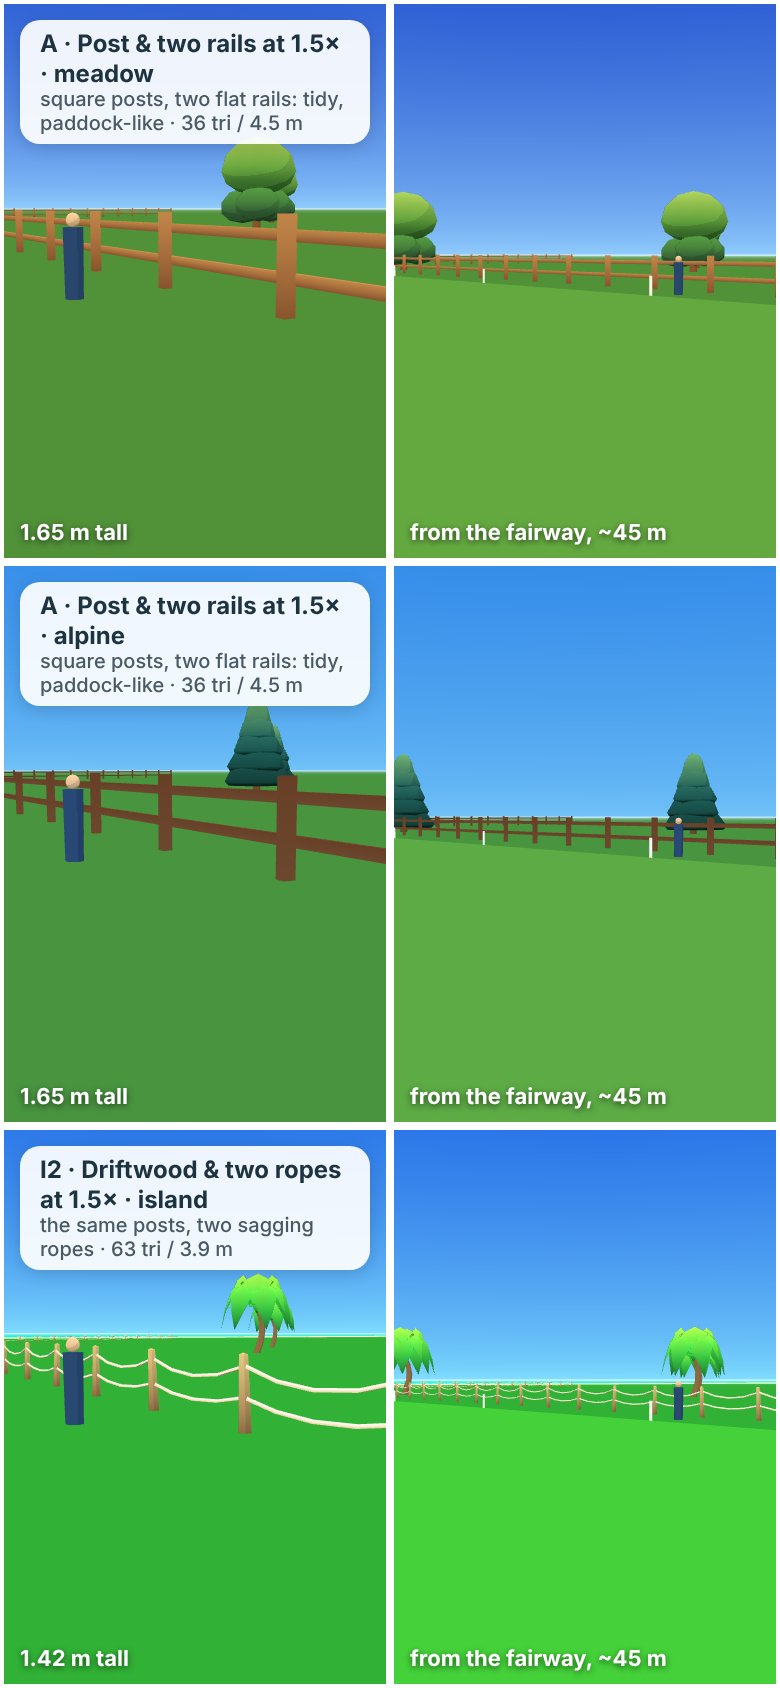 A · Post & two rails at 1.5×
· meadow
square posts, two flat rails: tidy,
paddock-like · 36 tri / 4.5 m
1.65 m tall
from the fairway, ~45 m
A · Post & two rails at 1.5×
· alpine
square posts, two flat rails: tidy,
paddock-like · 36 tri / 4.5 m
1.65 m tall
from the fairway, ~45 m
I2 · Driftwood & two ropes
at 1.5× · island
the same posts, two sagging
ropes · 63 tri / 3.9 m
1.42 m tall
from the fairway, ~45 m